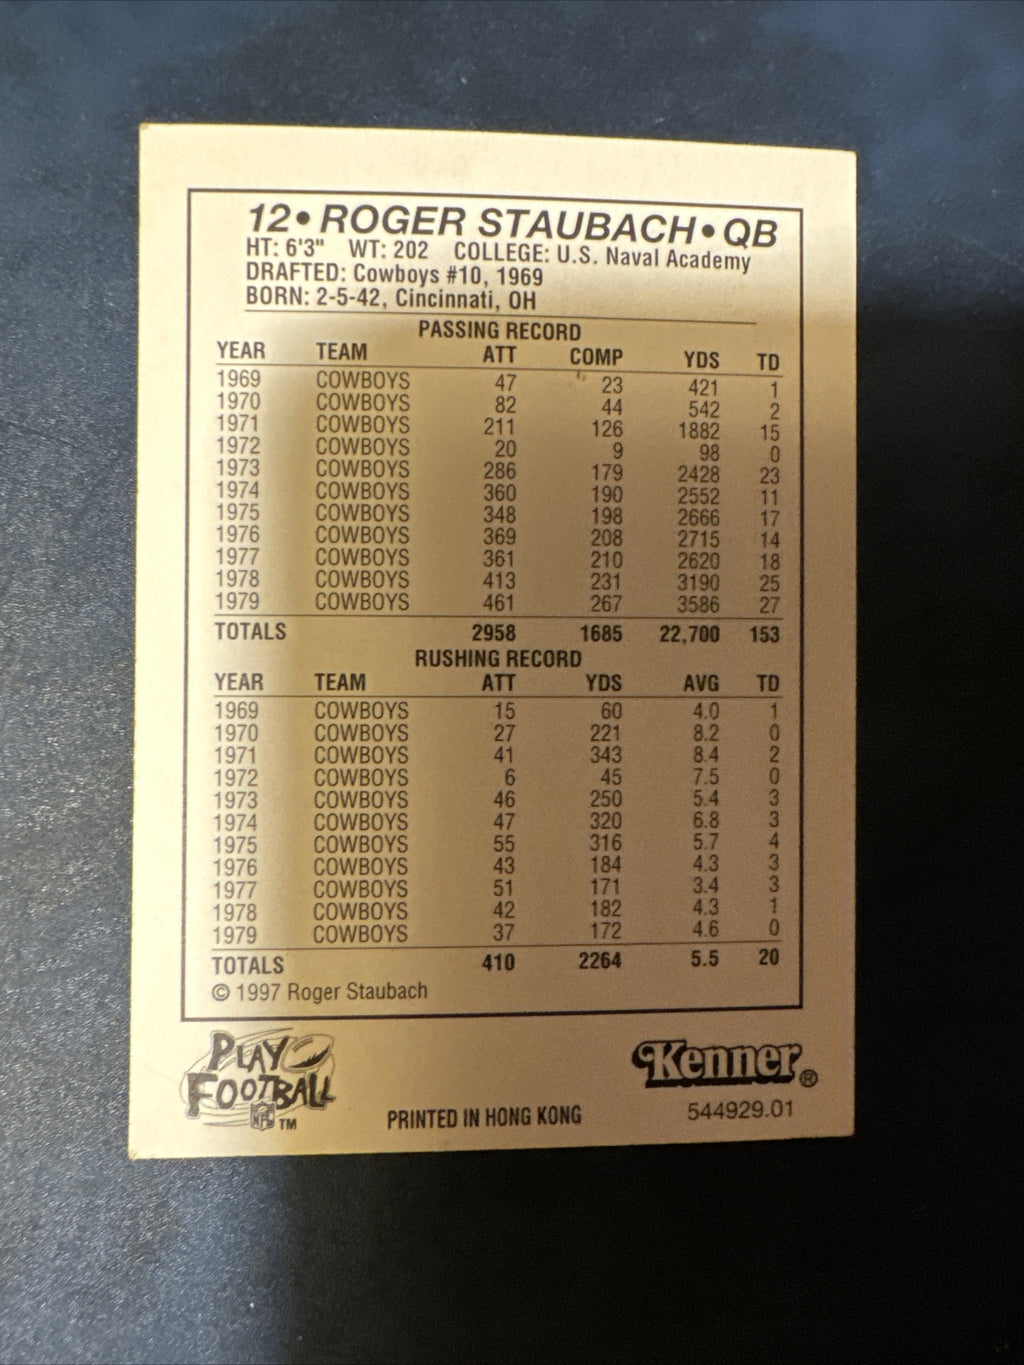 12• ROGER STAUBACH • QB
HT: 6'3" WT: 202 COLLEGE: U.S. Naval Academy
DRAFTED: Cowboys #10, 1969
BORN: 2-5-42, Cincinnati, OH
PASSING RECORD
YEAR TEAM ATT COMP YDS TD
1969 COWBOYS 47 23 421 1
1970 COWBOYS 82 44 542 2
1971 COWBOYS 211 126 1882 15
1972 COWBOYS 20 9 98 0
1973 COWBOYS 286 179 2428 23
1974 COWBOYS 360 190 2552 11
1975 COWBOYS 348 198 2666 17
1976 COWBOYS 369 208 2715 14
1977 COWBOYS 361 210 2620 18
1978 COWBOYS 413 231 3190 25
1979 COWBOYS 461 267 3586 27
TOTALS 2958 1685 22,700 153
RUSHING RECORD
YEAR TEAM ATT YDS AVG TD
1969 COWBOYS 15 60 4.0 1
1970 COWBOYS 27 221 8.2 0
1971 COWBOYS 41 343 8.4 2
1972 COWBOYS 6 45 7.5 0
1973 COWBOYS 46 250 5.4 3
1974 COWBOYS 47 320 6.8 3
1975 COWBOYS 55 316 5.7 4
1976 COWBOYS 43 184 4.3 3
1977 COWBOYS 51 171 3.4 3
1978 COWBOYS 42 182 4.3 1
1979 COWBOYS 37 172 4.6 0
TOTALS 410 2264 5.5 20
© 1997 Roger Staubach
PLAY
FOOTBALL
NFL TM
PRINTED IN HONG KONG
Kenner®
544929.01